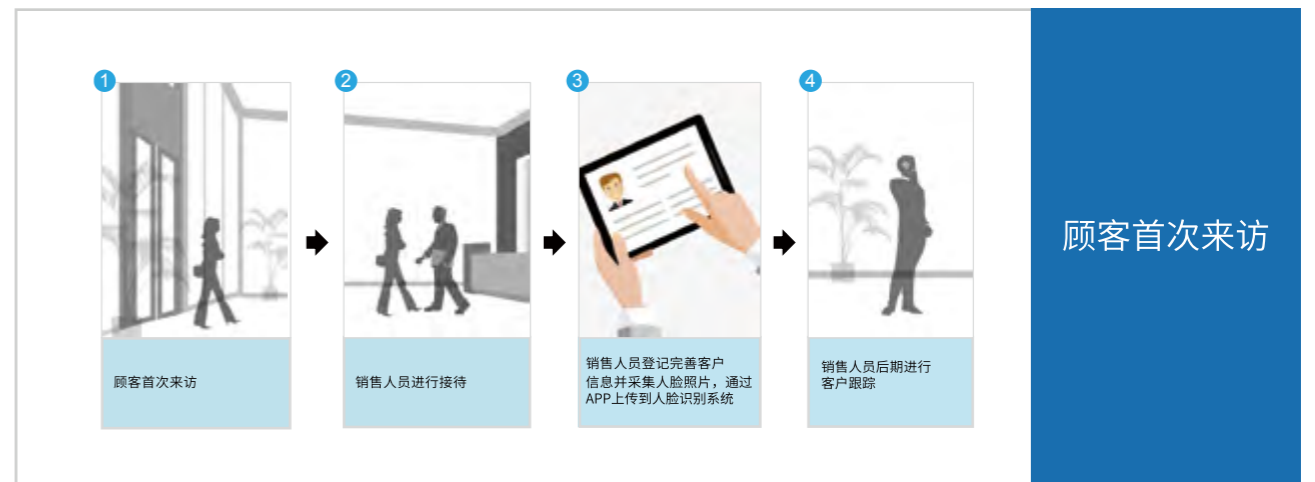 1
顾客首次来访
2
销售人员进行接待
3
销售人员登记完善客户
信息并采集人脸照片，通过
APP上传到人脸识别系统
4
销售人员后期进行
客户跟踪
顾客首次来访